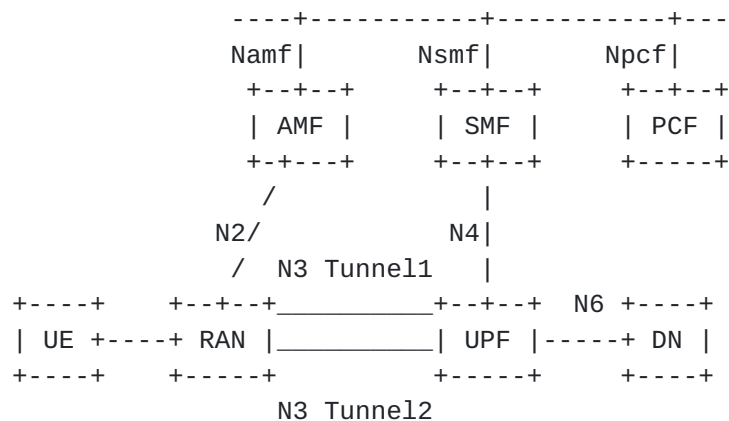 Namf| Nsmf| Npcf|
| AMF | | SMF | | PCF |
N2/ N4|
/ N3 Tunnel1 |
N6
| UE +----+ RAN |__________| UPF |-----+ DN |
N3 Tunnel2